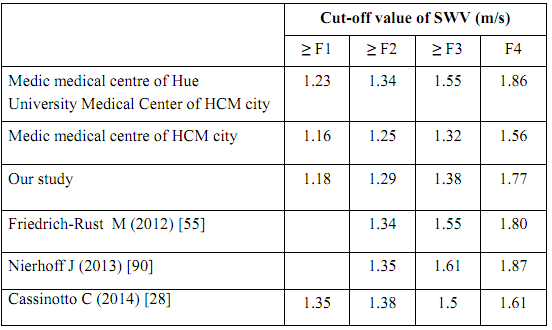 Cut-off value of SWV (m/s)
≥ F1 ≥ F2 ≥ F3 F4
Medic medical centre of Hue 1.23 1.34 1.55 1.86
University Medical Center of HCM city
Medic medical centre of HCM city 1.16 1.25 1.32 1.56
Our study 1.18 1.29 1.38 1.77
Friedrich-Rust M (2012) [55] 1.34 1.55 1.80
Nierhoff J (2013) [90] 1.35 1.61 1.87
Cassinotto C (2014) [28] 1.35 1.38 1.5 1.61